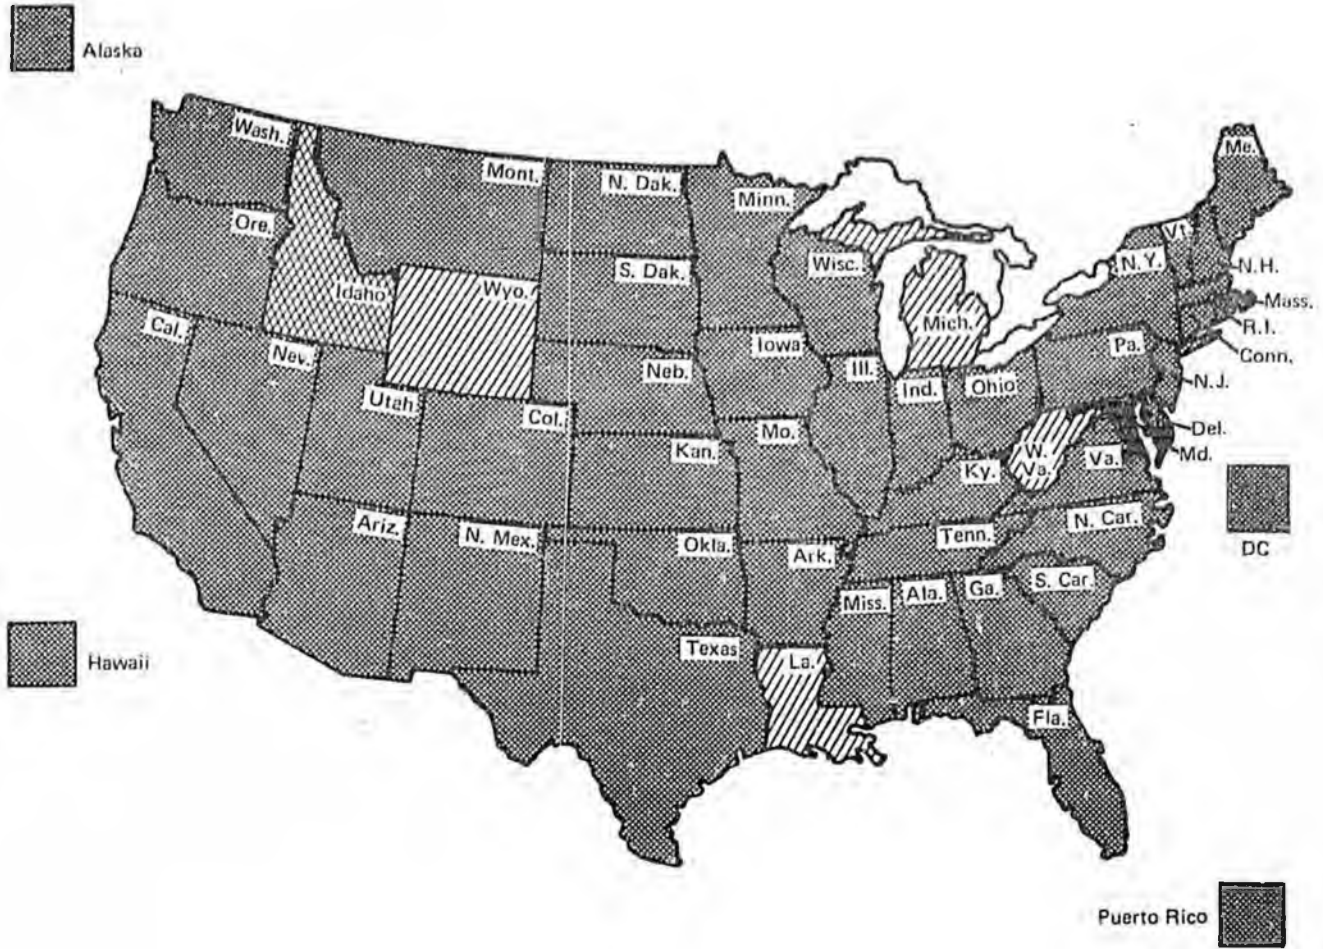 Alaska
Wash.
Mont.
N. Dak.
Minn.
Me.
Ore.
Idaho
Wyo.
S. Dak.
Wisc.
Mich.
N.Y.
Vt.
N.H.
Mass.
R.I.
Conn.
Cal.
Nev.
Utah
Col.
Neb.
Iowa
Ill.
Ind.
Ohio
Pa.
N.J.
Del.
Md.
Kan.
Mo.
Ky.
W.
Va.
Va.
DC
Ariz.
N. Mex.
Okla.
Ark.
Tenn.
N. Car.
S. Car.
Miss.
Ala.
Ga.
Hawaii
Texas
La.
Fla.
Puerto Rico